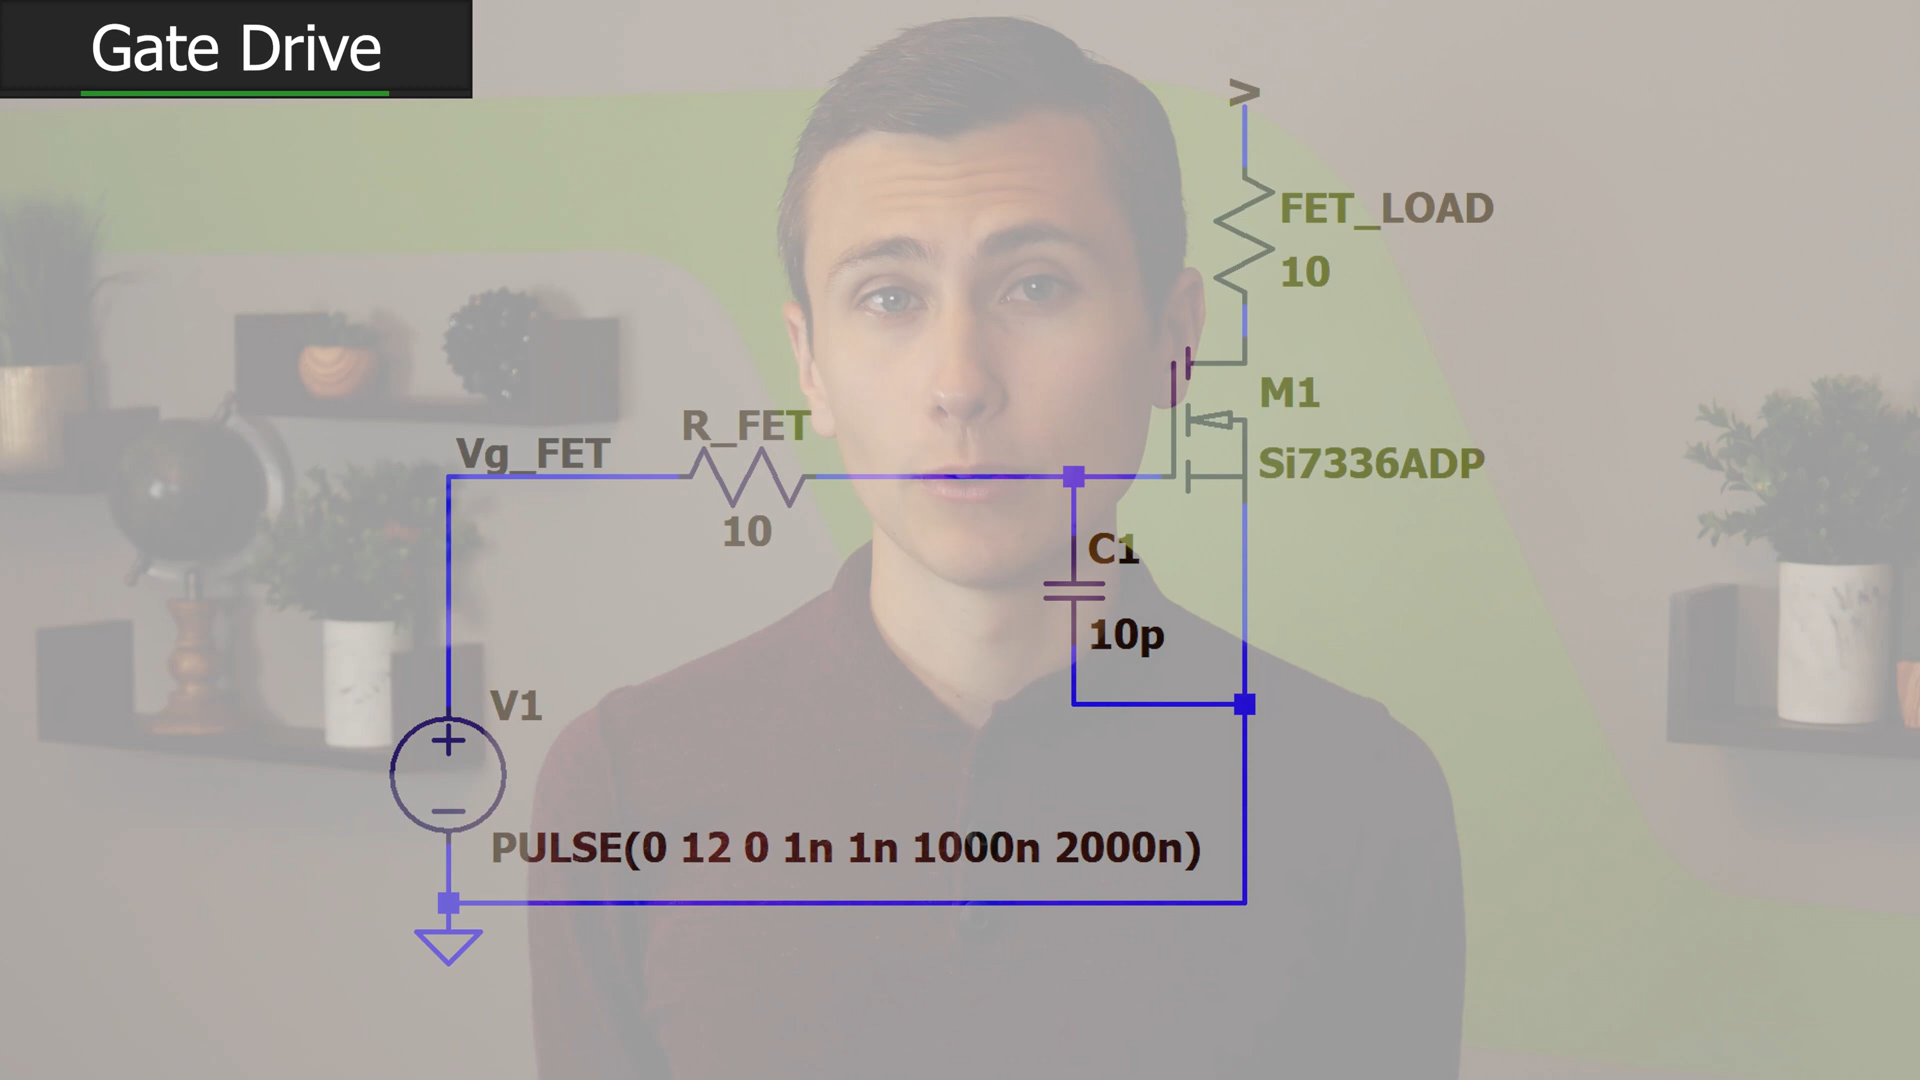 Gate Drive
V
FET_LOAD
10
M1
Si7336ADP
Vg_FET
R_FET
10
C1
10p
V1
PULSE(0 12 0 1n 1n 1000n 2000n)